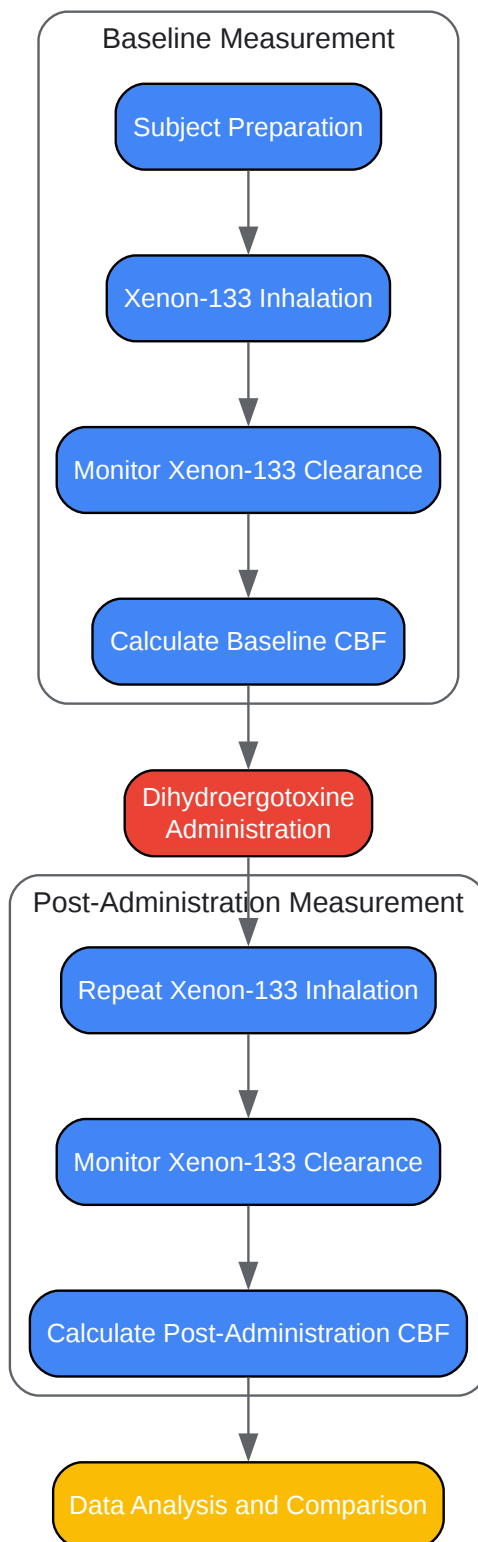 Baseline Measurement
Subject Preparation
Xenon-133 Inhalation
Monitor Xenon-133 Clearance
Calculate Baseline CBF
Dihydroergotoxine
Administration
Post-Administration Measurement
Repeat Xenon-133 Inhalation
Monitor Xenon-133 Clearance
Calculate Post-Administration CBF
Data Analysis and Comparison